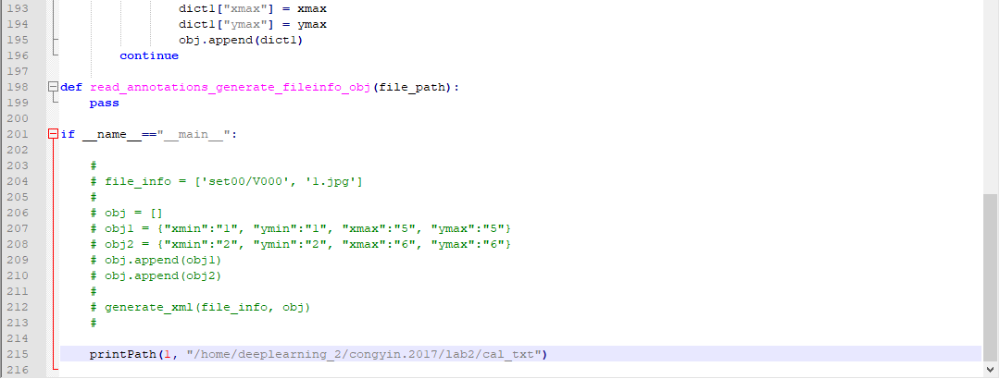 193 dict1["xmax"] = xmax
194 dict1["ymax"] = ymax
195 obj.append(dict1)
196 continue
197
198 def read_annotations_generate_fileinfo_obj(file_path):
199 pass
200
201 if __name__=="__main__":
202
203 #
204 # file_info = ['set00/V000', '1.jpg']
205 #
206 # obj = []
207 # obj1 = {"xmin":"1", "ymin":"1", "xmax":"5", "ymax":"5"}
208 # obj2 = {"xmin":"2", "ymin":"2", "xmax":"6", "ymax":"6"}
209 # obj.append(obj1)
210 # obj.append(obj2)
211 #
212 # generate_xml(file_info, obj)
213 #
214
215 printPath(1, "/home/deeplearning_2/congyin.2017/lab2/cal_txt")
216